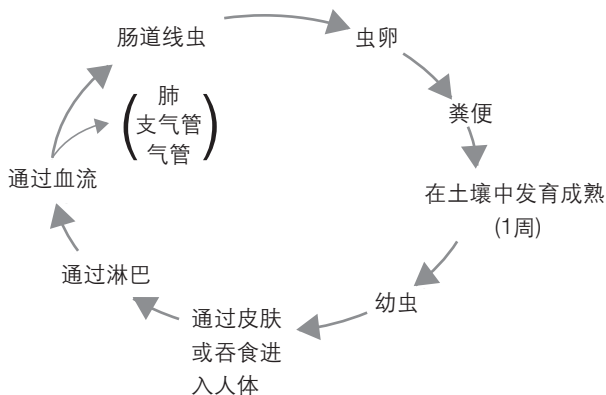 肠道线虫
虫卵
肺
支气管
气管
粪便
通过血流
在土壤中发育成熟
(1周)
通过淋巴
幼虫
通过皮肤
或吞食进
入人体